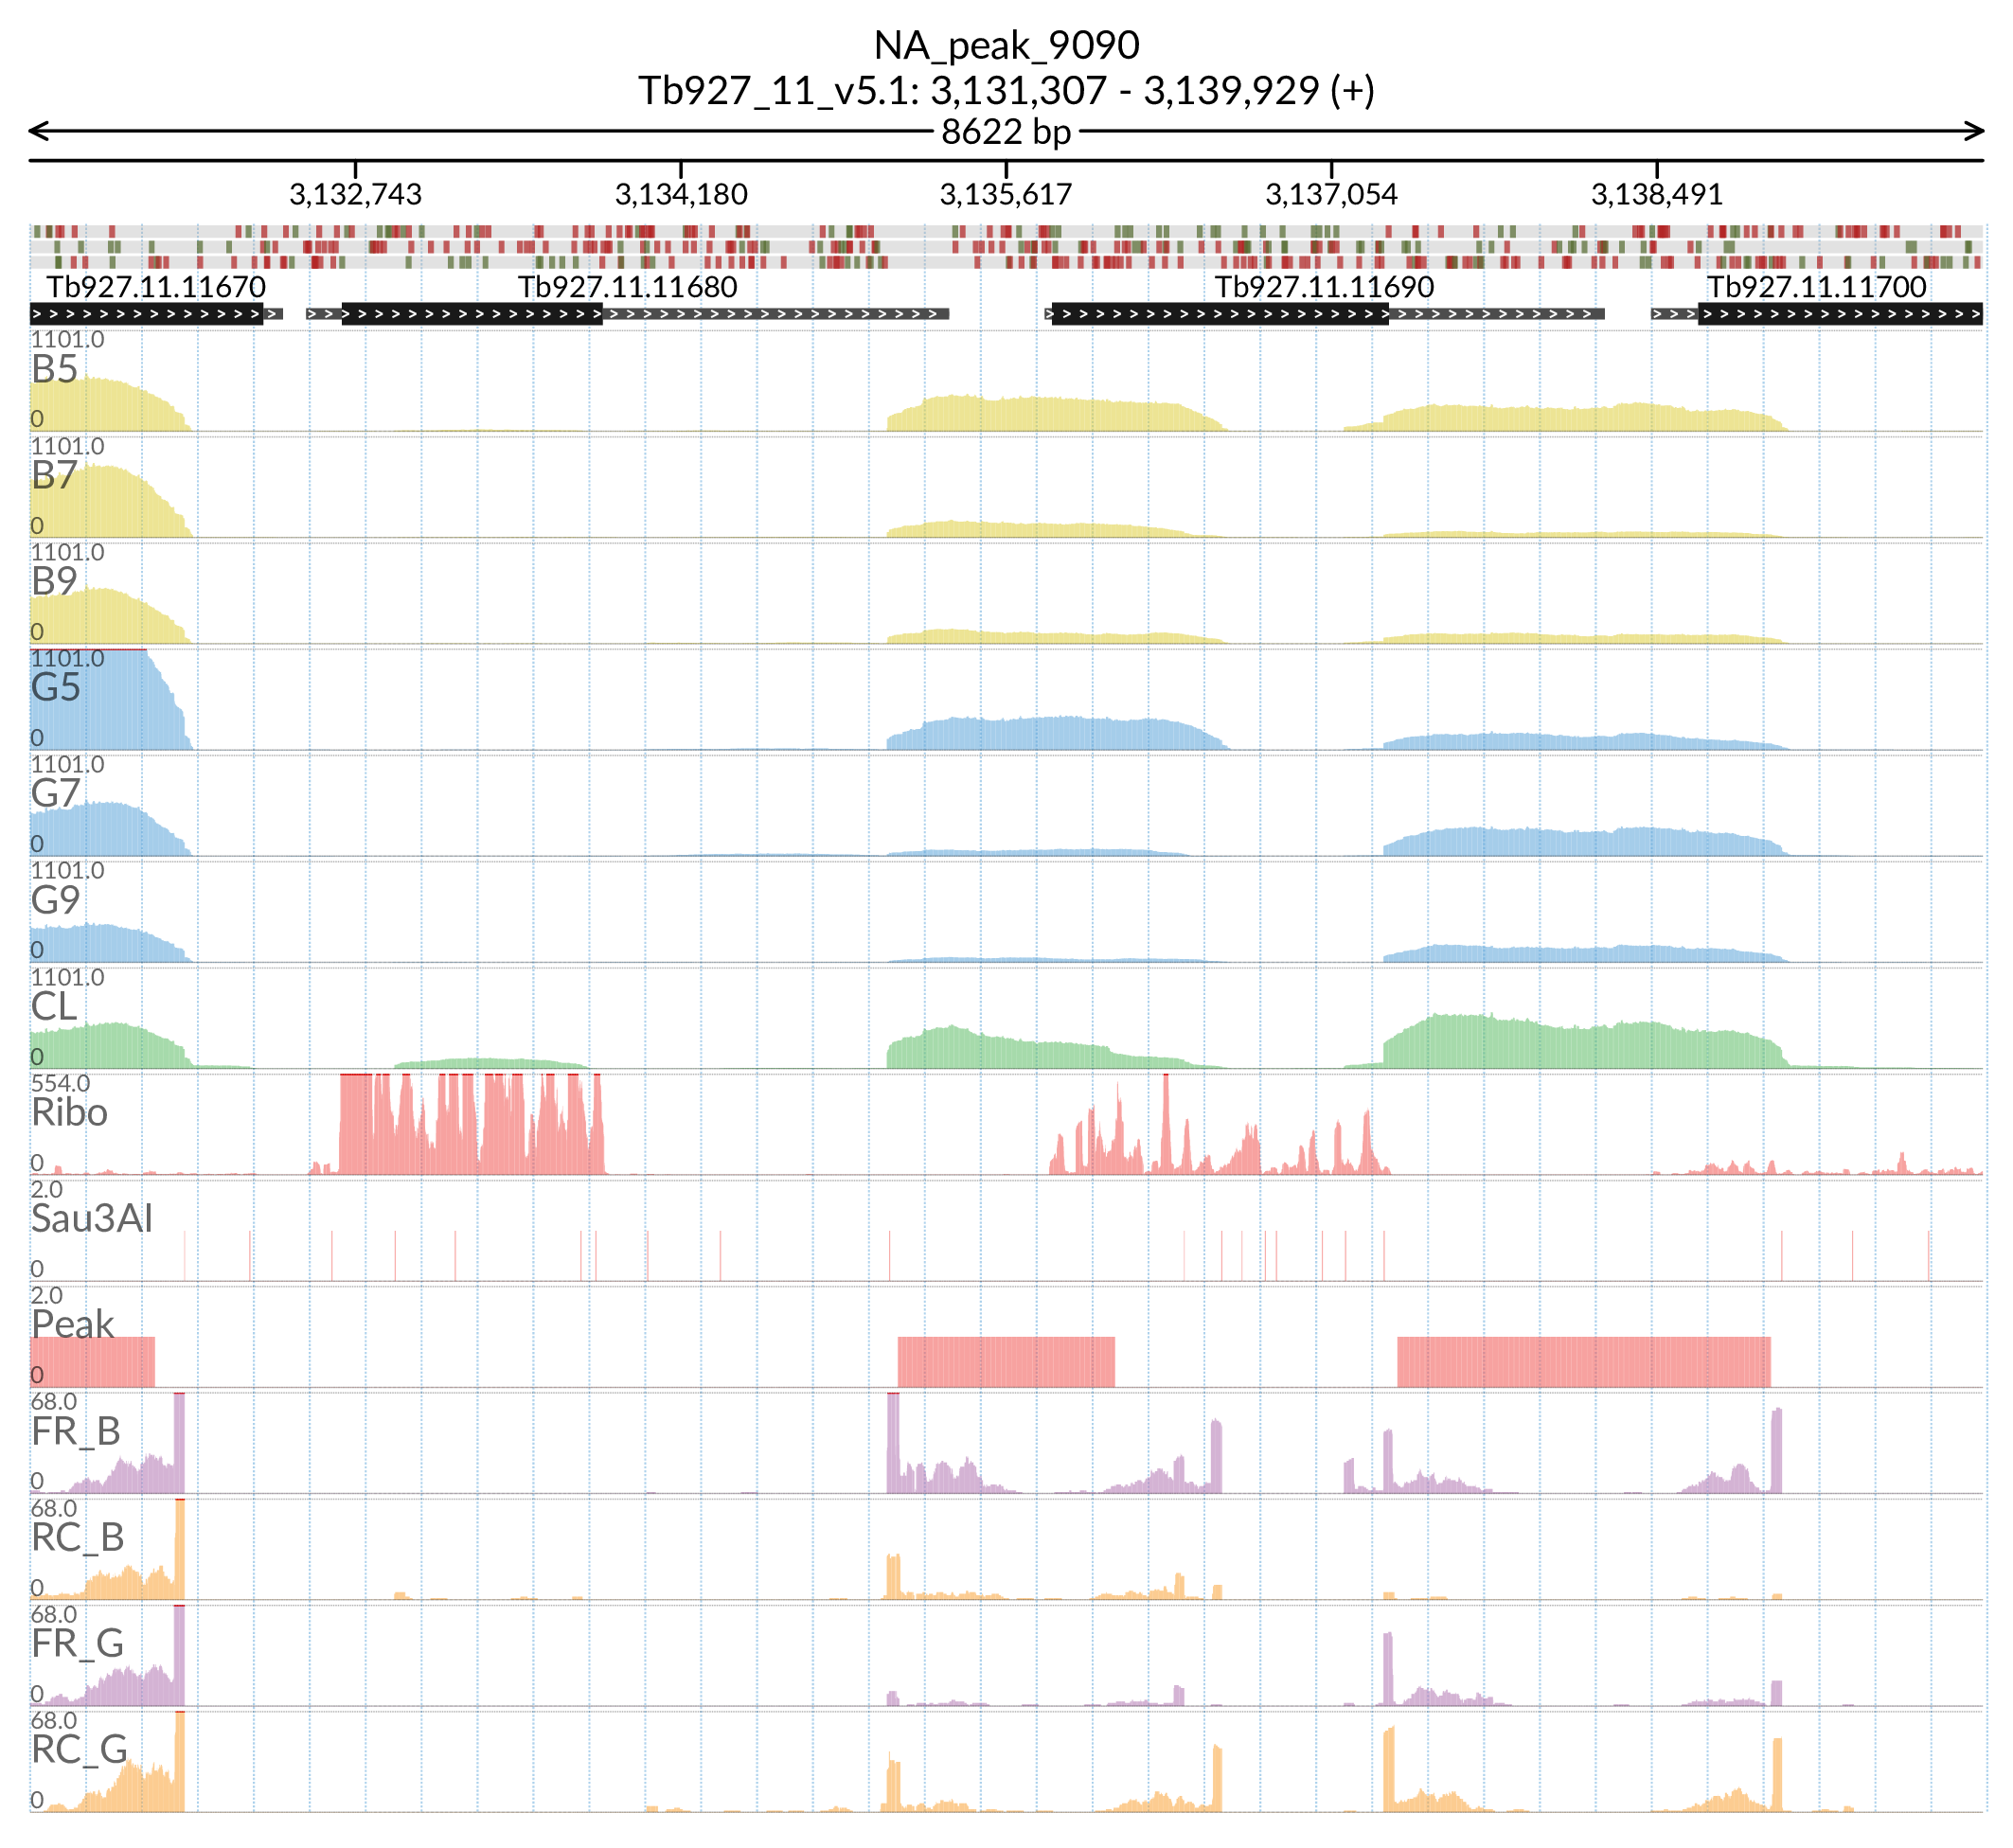 NA_peak_9090
Tb927_11_v5.1: 3,131,307 - 3,139,929 (+)
8622 bp
3,132,743 3,134,180 3,135,617 3,137,054 3,138,491
Tb927.11.11670 Tb927.11.11680 Tb927.11.11690 Tb927.11.11700
1101.0
B5
0
1101.0
B7
0
1101.0
B9
0
1101.0
G5
0
1101.0
G7
0
1101.0
G9
0
1101.0
CL
0
554.0
Ribo
0
2.0
Sau3AI
0
2.0
Peak
0
68.0
FR_B
0
68.0
RC_B
0
68.0
FR_G
0
68.0
RC_G
0